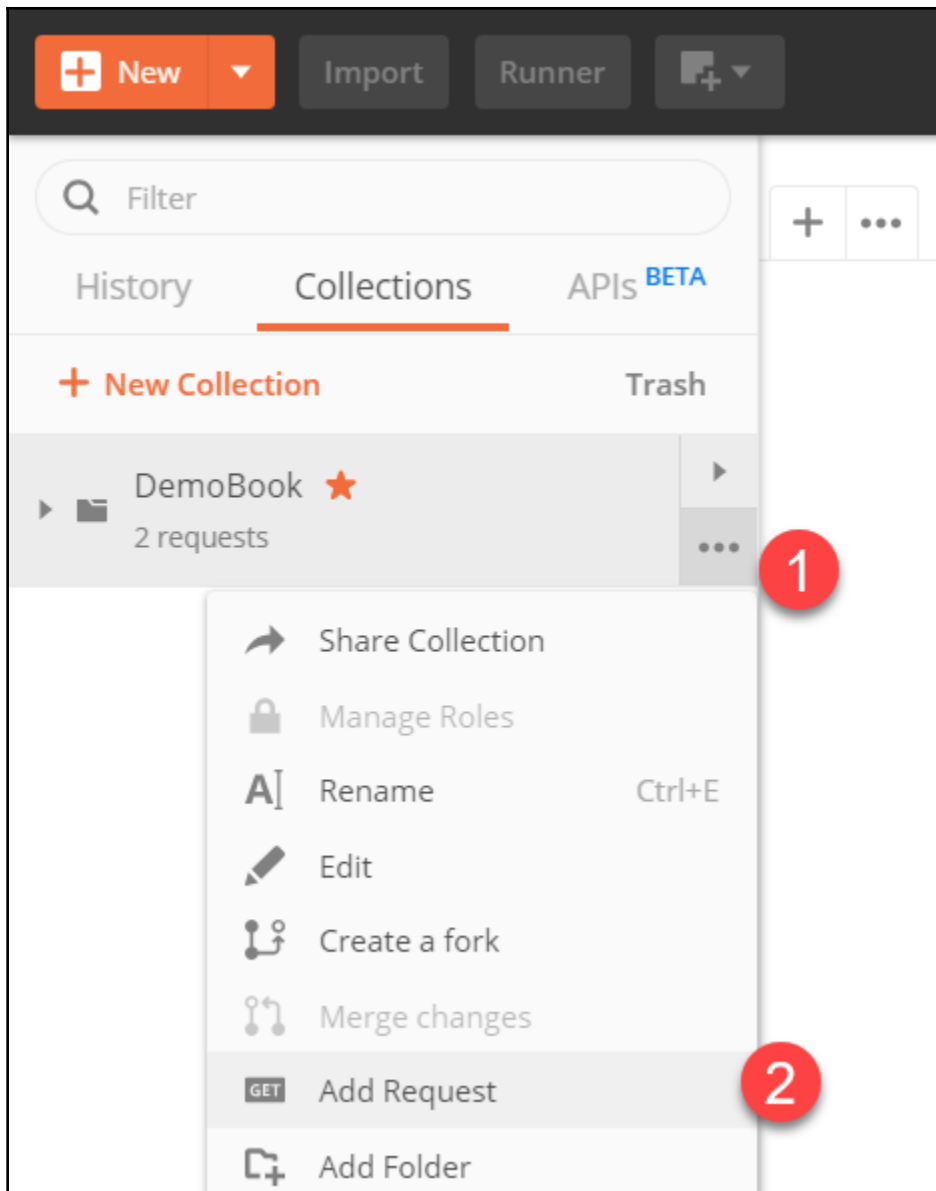 New Import Runner
Filter
History Collections APIs BETA
New Collection Trash
DemoBook
2 requests
1
Share Collection
Manage Roles
Rename Ctrl+E
Edit
Create a fork
Merge changes
GET Add Request 2
Add Folder